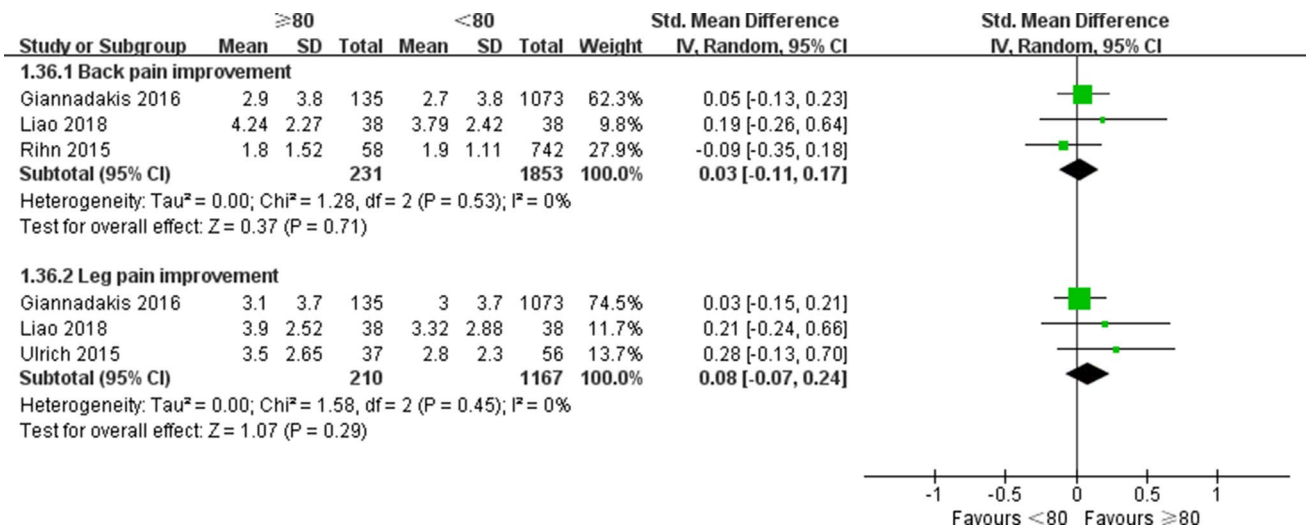 ≥80 <80 Std. Mean Difference Std. Mean Difference
Study or Subgroup Mean SD Total Mean SD Total Weight IV, Random, 95% CI IV, Random, 95% CI
1.36.1 Back pain improvement
Giannadakis 2016 2.9 3.8 135 2.7 3.8 1073 62.3% 0.05 [-0.13, 0.23]
Liao 2018 4.24 2.27 38 3.79 2.42 38 9.8% 0.19 [-0.26, 0.64]
Rihn 2015 1.8 1.52 58 1.9 1.11 742 27.9% -0.09 [-0.35, 0.18]
Subtotal (95% CI) 231 1853 100.0% 0.03 [-0.11, 0.17]
Heterogeneity: Tau² = 0.00; Chi² = 1.28, df = 2 (P = 0.53); I² = 0%
Test for overall effect: Z = 0.37 (P = 0.71)
1.36.2 Leg pain improvement
Giannadakis 2016 3.1 3.7 135 3 3.7 1073 74.5% 0.03 [-0.15, 0.21]
Liao 2018 3.9 2.52 38 3.32 2.88 38 11.7% 0.21 [-0.24, 0.66]
Ulrich 2015 3.5 2.65 37 2.8 2.3 56 13.7% 0.28 [-0.13, 0.70]
Subtotal (95% CI) 210 1167 100.0% 0.08 [-0.07, 0.24]
Heterogeneity: Tau² = 0.00; Chi² = 1.58, df = 2 (P = 0.45); I² = 0%
Test for overall effect: Z = 1.07 (P = 0.29)
-1 -0.5 0 0.5 1
Favours <80 Favours ≥80